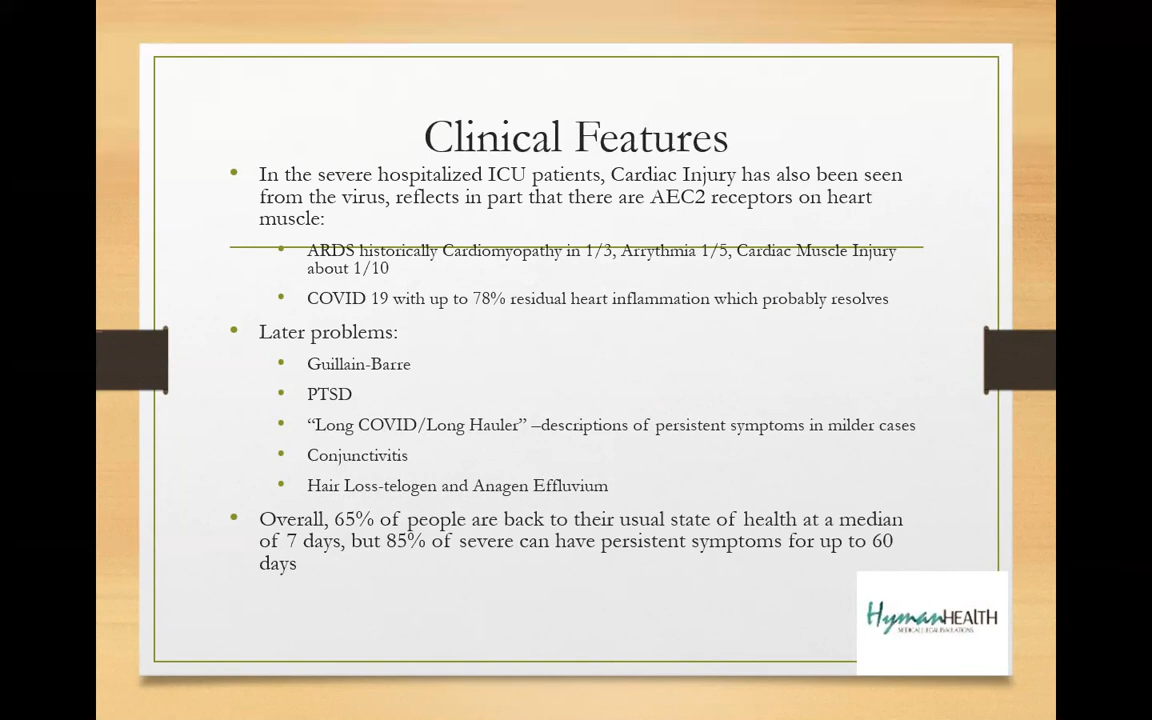 Clinical Features
• In the severe hospitalized ICU patients, Cardiac Injury has also been seen
from the virus, reflects in part that there are AEC2 receptors on heart
muscle:
• ARDS historically Cardiomyopathy in 1/3, Arrythmia 1/5, Cardiac Muscle Injury
about 1/10
• COVID 19 with up to 78% residual heart inflammation which probably resolves
• Later problems:
• Guillain-Barre
• PTSD
• “Long COVID/Long Hauler” –descriptions of persistent symptoms in milder cases
• Conjunctivitis
• Hair Loss-telogen and Anagen Effluvium
• Overall, 65% of people are back to their usual state of health at a median
of 7 days, but 85% of severe can have persistent symptoms for up to 60
days
HymanHEALTH
MEDICAL LEGAL EVALUATIONS